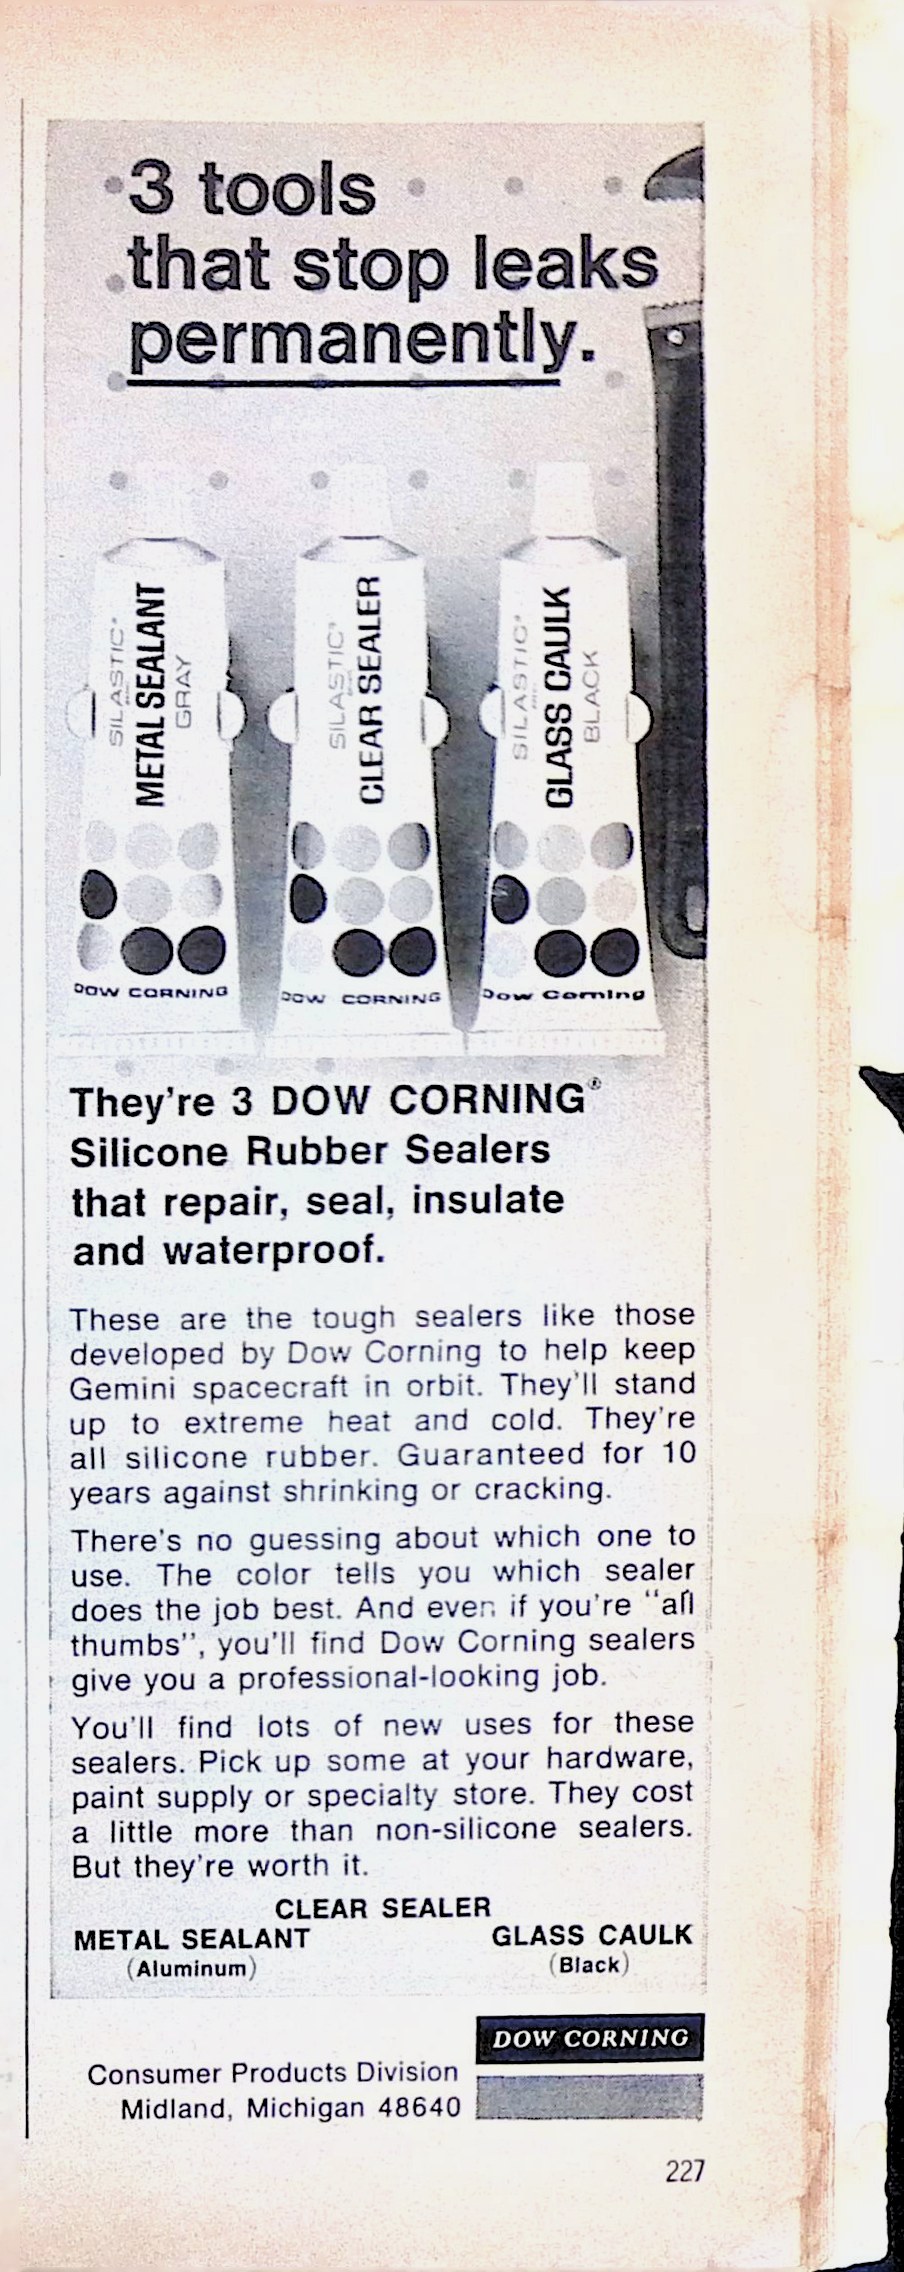 3 tools
that stop leaks
permanently.
SILASTIC®
METAL SEALANT
GRAY
SILASTIC®
CLEAR SEALER
SILASTIC®
GLASS CAULK
BLACK
DOW CORNING
DOW CORNING
Dow Corning
They're 3 DOW CORNING®
Silicone Rubber Sealers
that repair, seal, insulate
and waterproof.
These are the tough sealers like those
developed by Dow Corning to help keep
Gemini spacecraft in orbit. They'll stand
up to extreme heat and cold. They're
all silicone rubber. Guaranteed for 10
years against shrinking or cracking.
There's no guessing about which one to
use. The color tells you which sealer
does the job best. And even if you're "all
thumbs", you'll find Dow Corning sealers
give you a professional-looking job.
You'll find lots of new uses for these
sealers. Pick up some at your hardware,
paint supply or specialty store. They cost
a little more than non-silicone sealers.
But they're worth it.
CLEAR SEALER
METAL SEALANT GLASS CAULK
(Aluminum) (Black)
DOW CORNING
Consumer Products Division
Midland, Michigan 48640
227